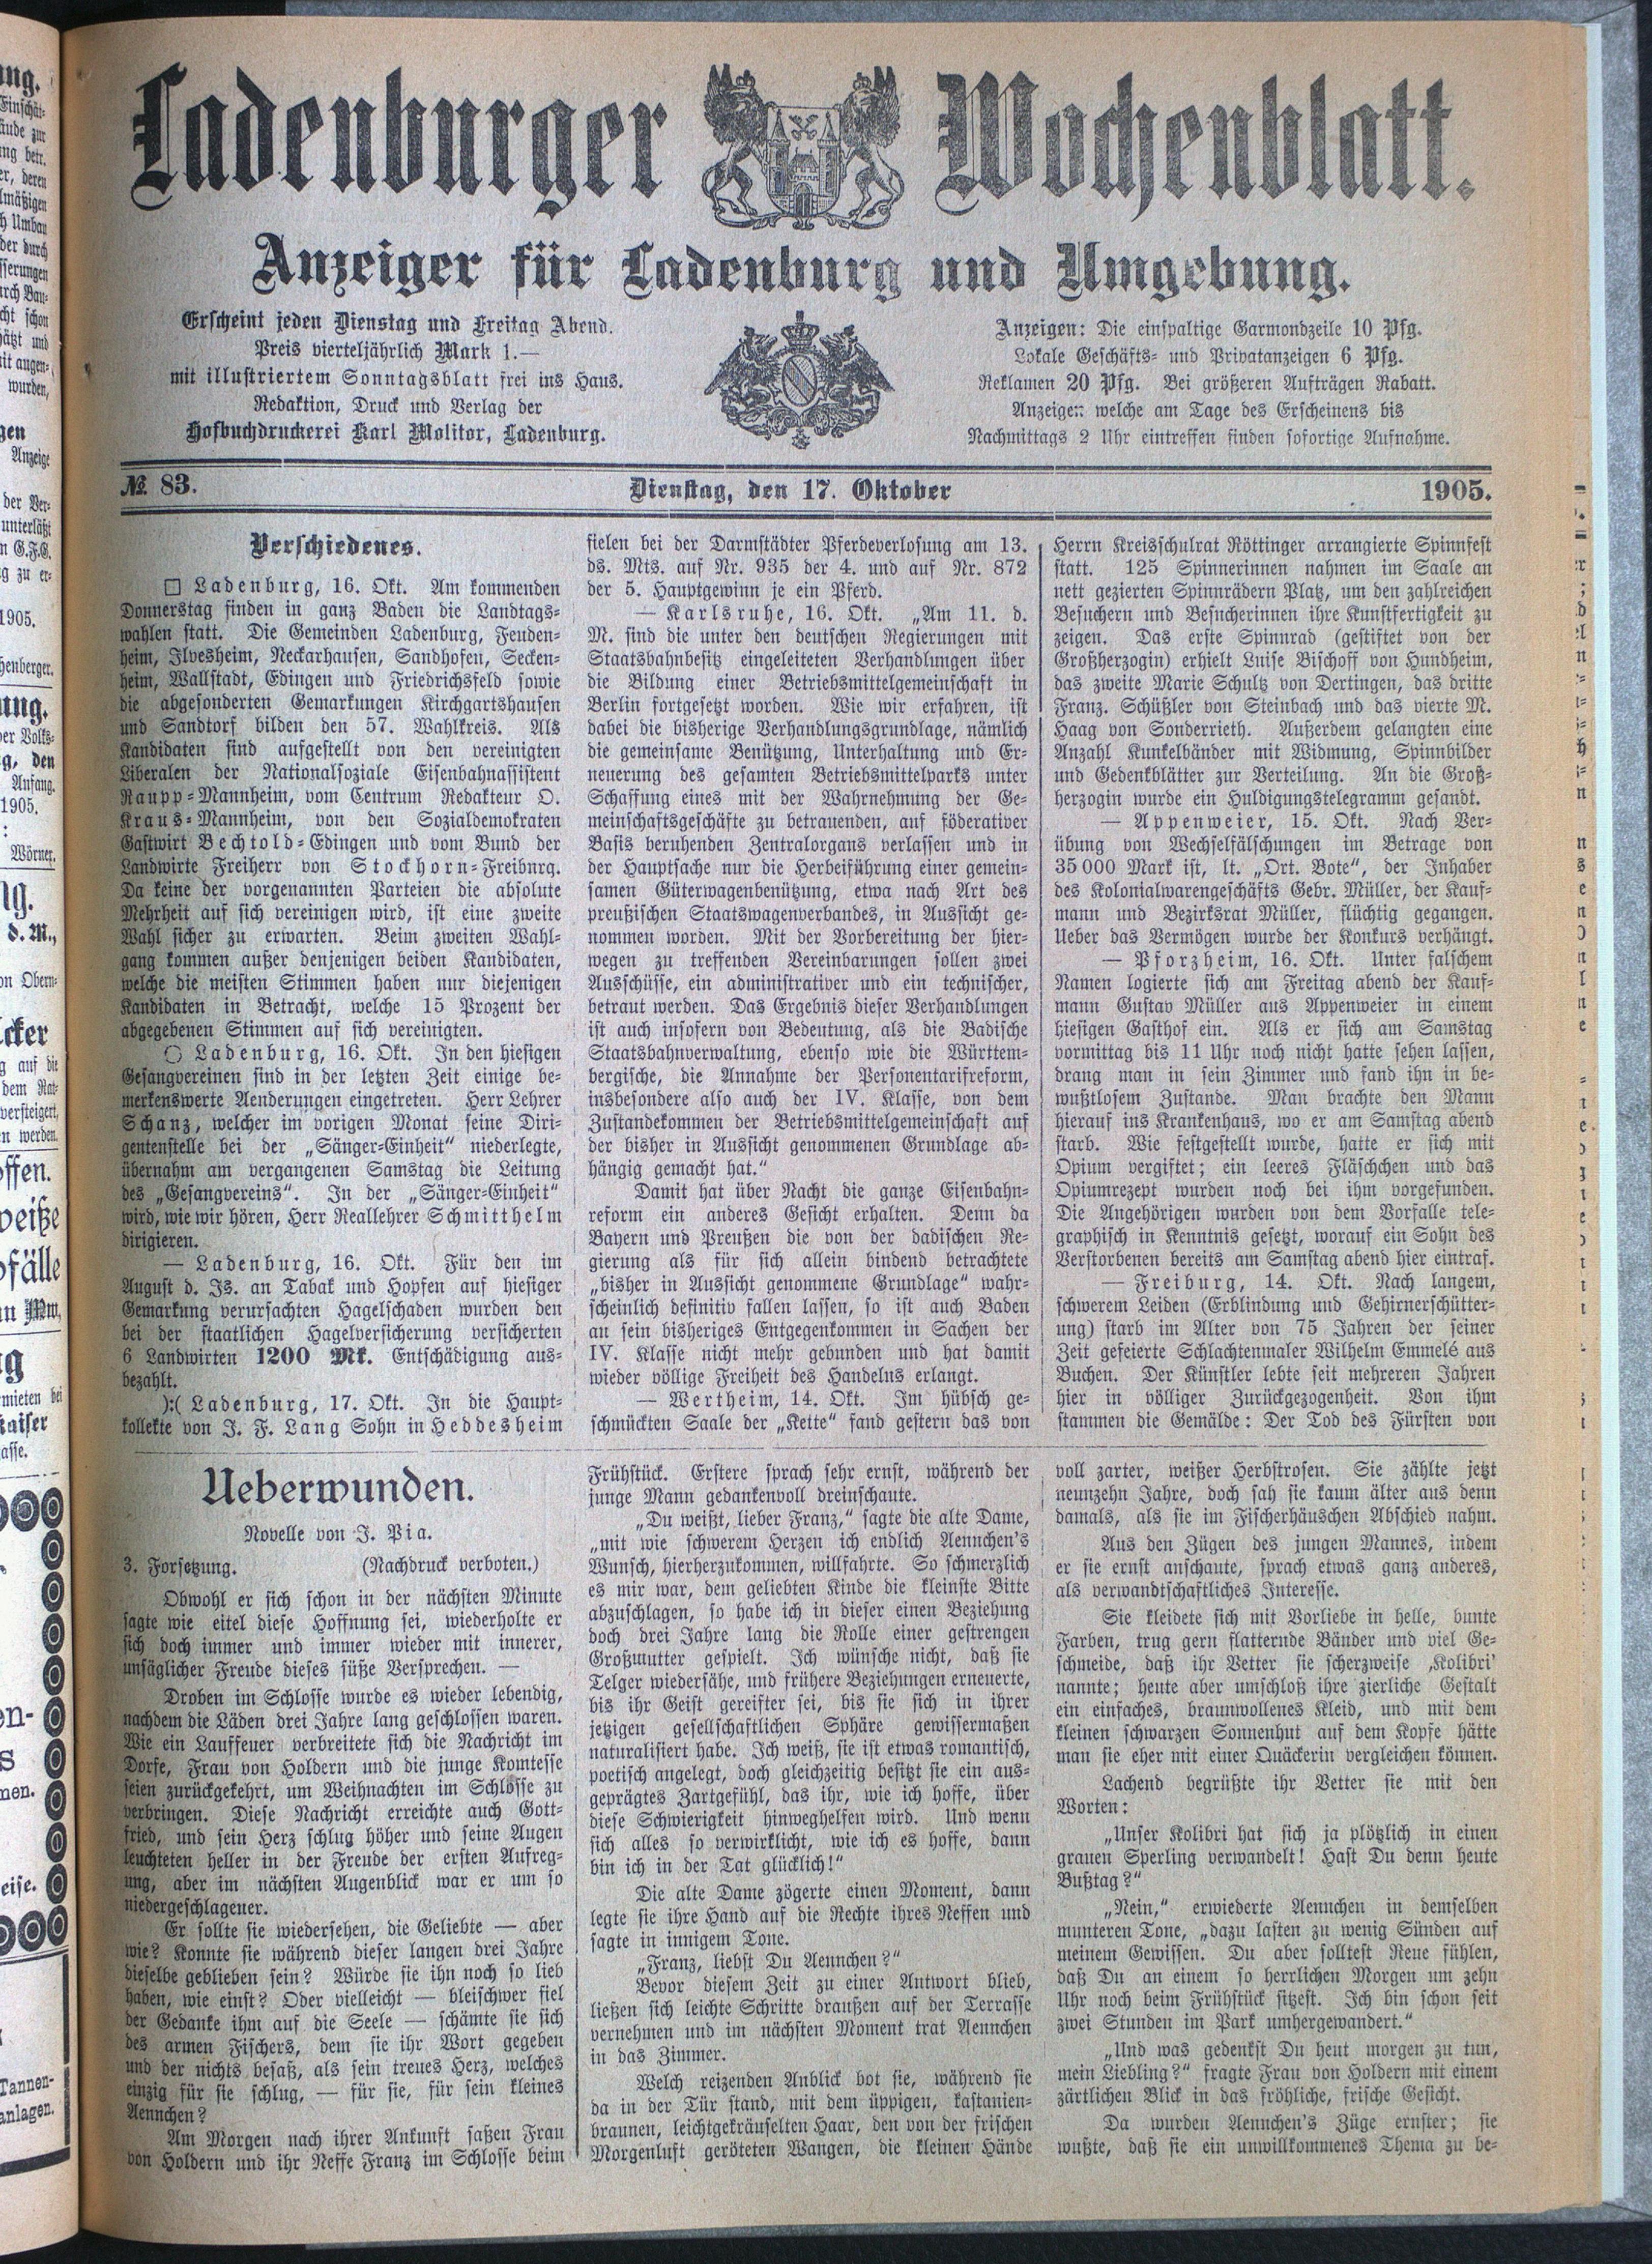 Ladenburger Wochenblatt.
Anzeiger für Ladenburg und Umgebung.
Erscheint jeden Dienstag und Freitag Abend.
Preis vierteljährlich Mark 1.—
mit illustriertem Sonntagsblatt frei ins Haus.
Redaktion, Druck und Verlag der
Hofbuchdruckerei Karl Molitor, Ladenburg.
Anzeigen: Die einspaltige Garmondzeile 10 Pfg.
Lokale Geschäfts- und Privatanzeigen 6 Pfg.
Reklamen 20 Pfg. Bei größeren Aufträgen Rabatt.
Anzeigen welche am Tage des Erscheinens bis
Nachmittags 2 Uhr eintreffen finden sofortige Aufnahme.
№ 83. Dienstag, den 17. Oktober 1905.
Verschiedenes.
□ Ladenburg, 16. Okt. Am kommenden
Donnerstag finden in ganz Baden die Landtags-
wahlen statt. Die Gemeinden Ladenburg, Feuden-
heim, Ilvesheim, Neckarhausen, Sandhofen, Secken-
heim, Wallstadt, Edingen und Friedrichsfeld sowie
die abgesonderten Gemarkungen Kirchgartshausen
und Sandtorf bilden den 57. Wahlkreis. Als
Kandidaten sind aufgestellt von den vereinigten
Liberalen der Nationalsoziale Eisenbahnassistent
Raupp-Mannheim, vom Centrum Redakteur O.
Kraus-Mannheim, von den Sozialdemokraten
Gastwirt Bechtold-Edingen und vom Bund der
Landwirte Freiherr von Stockhorn-Freibnrg.
Da keine der vorgenannten Parteien die absolute
Mehrheit auf sich vereinigen wird, ist eine zweite
Wahl sicher zu erwarten. Beim zweiten Wahl-
gang kommen außer denjenigen beiden Kandidaten,
welche die meisten Stimmen haben nur diejenigen
Kandidaten in Betracht, welche 15 Prozent der
abgegebenen Stimmen auf sich vereinigten.
○ Ladenburg, 16. Okt. In den hiesigen
Gesangvereinen sind in der letzten Zeit einige be-
merkenswerte Aenderungen eingetreten. Herr Lehrer
Schanz, welcher im vorigen Monat seine Diri-
gentenstelle bei der „Sänger-Einheit“ niederlegte,
übernahm am vergangenen Samstag die Leitung
des „Gesangvereins“. In der „Sänger-Einheit“
wird, wie wir hören, Herr Reallehrer Schmitthelm
dirigieren.
— Ladenburg, 16. Okt. Für den im
August d. Js. an Tabak und Hopfen auf hiesiger
Gemarkung verursachten Hagelschaden wurden den
bei der staatlichen Hagelversicherung versicherten
6 Landwirten 1200 Mk. Entschädigung aus-
bezahlt.
):( Ladenburg, 17. Okt. In die Haupt-
kollekte von J. F. Lang Sohn in Heddesheim
fielen bei der Darmstädter Pferdeverlosung am 13.
ds. Mts. auf Nr. 935 der 4. und auf Nr. 872
der 5. Hauptgewinn je ein Pferd.
— Karlsruhe, 16. Okt. „Am 11. d.
M. sind die unter den deutschen Regierungen mit
Staatsbahnbesitz eingeleiteten Verhandlungen über
die Bildung einer Betriebsmittelgemeinschaft in
Berlin fortgesetzt worden. Wie wir erfahren, ist
dabei die bisherige Verhandlungsgrundlage, nämlich
die gemeinsame Benützung, Unterhaltung und Er-
neuerung des gesamten Betriebsmittelparks unter
Schaffung eines mit der Wahrnehmung der Ge-
meinschaftsgeschäfte zu betrauenden, auf föderativer
Basis beruhenden Zentralorgans verlassen und in
der Hauptsache nur die Herbeiführung einer gemein-
samen Güterwagenbenützung, etwa nach Art des
preußischen Staatswagenverbandes, in Aussicht ge-
nommen worden. Mit der Vorbereitung der hier-
wegen zu treffenden Vereinbarungen sollen zwei
Ausschüsse, ein administrativer und ein technischer,
betraut werden. Das Ergebnis dieser Verhandlungen
ist auch insofern von Bedeutung, als die Badische
Staatsbahnverwaltung, ebenso wie die Württem-
bergische, die Annahme der Personentarifreform,
insbesondere also auch der IV. Klasse, von dem
Zustandekommen der Betriebsmittelgemeinschaft auf
der bisher in Aussicht genommenen Grundlage ab-
hängig gemacht hat.“
Damit hat über Nacht die ganze Eisenbahn-
reform ein anderes Gesicht erhalten. Denn da
Bayern und Preußen die von der dadischen Re-
gierung als für sich allein bindend betrachtete
„bisher in Aussicht genommene Grundlage“ wahr-
scheinlich definitiv fallen lassen, so ist auch Baden
an sein bisheriges Entgegenkommen in Sachen der
IV. Klasse nicht mehr gebunden und hat damit
wieder völlige Freiheit des Handelns erlangt.
— Wertheim, 14. Okt. Im hübsch ge-
schmückten Saale der „Kette“ fand gestern das von
Herrn Kreisschulrat Röttinger arrangierte Spinnfest
statt. 125 Spinnerinnen nahmen im Saale an
nett gezierten Spinnrädern Platz, um den zahlreichen
Besuchern und Besucherinnen ihre Kunstfertigkeit zu
zeigen. Das erste Spinnrad (gestiftet von der
Großherzogin) erhielt Luise Bischoff von Hundheim,
das zweite Marie Schultz von Dertingen, das dritte
Franz. Schüßler von Steinbach und das vierte M.
Haag von Sonderrieth. Außerdem gelangten eine
Anzahl Kunkelbänder mit Widmung, Spinnbilder
und Gedenkblätter zur Verteilung. An die Groß-
herzogin wurde ein Huldigungstelegramm gesandt.
— Appenweier, 15. Okt. Nach Ver-
übung von Wechselfälschungen im Betrage von
35 000 Mark ist, lt. „Ort. Bote“, der Inhaber
des Kolonialwarengeschäfts Gebr. Müller, der Kauf-
mann und Bezirksrat Müller, flüchtig gegangen.
Ueber das Vermögen wurde der Konkurs verhängt.
— Pforzheim, 16. Okt. Unter falschem
Namen logierte sich am Freitag abend der Kauf-
mann Gustav Müller aus Appenweier in einem
hiesigen Gasthof ein. Als er sich am Samstag
vormittag bis 11 Uhr noch nicht hatte sehen lassen,
drang man in sein Zimmer und fand ihn in be-
wußtlosem Zustande. Man brachte den Mann
hierauf ins Krankenhaus, wo er am Samstag abend
starb. Wie festgestellt wurde, hatte er sich mit
Opium vergiftet; ein leeres Fläschchen und das
Opiumrezept wurden noch bei ihm vorgefunden.
Die Angehörigen wurden von dem Vorfalle tele-
graphisch in Kenntnis gesetzt, worauf ein Sohn des
Verstorbenen bereits am Samstag abend hier eintraf.
— Freiburg, 14. Okt. Nach langem,
schwerem Leiden (Erblindung und Gehirnerschütter-
ung) starb im Alter von 75 Jahren der seiner
Zeit gefeierte Schlachtenmaler Wilhelm Emmelé aus
Buchen. Der Künstler lebte seit mehreren Jahren
hier in völliger Zurückgezogenheit. Von ihm
stammen die Gemälde: Der Tod des Fürsten von
Ueberwunden.
Novelle von J. Pia.
3. Forsetzung. (Nachdruck verboten.)
Obwohl er sich schon in der nächsten Minute
sagte wie eitel diese Hoffnung sei, wiederholte er
sich doch immer und immer wieder mit innerer,
unsäglicher Freude dieses süße Versprechen. —
Droben im Schlosse wurde es wieder lebendig,
nachdem die Läden drei Jahre lang geschlossen waren.
Wie ein Lauffeuer verbreitete sich die Nachricht im
Dorfe, Frau von Holdern und die junge Komtesse
seien zurückgekehrt, um Weihnachten im Schlosse zu
verbringen. Diese Nachricht erreichte auch Gott-
fried, und sein Herz schlug höher und seine Augen
leuchteten heller in der Freude der ersten Aufreg-
ung, aber im nächsten Augenblick war er um so
niedergeschlagener.
Er sollte sie wiedersehen, die Geliebte — aber
wie? Konnte sie während dieser langen drei Jahre
dieselbe geblieben sein? Würde sie ihn noch so lieb
haben, wie einst? Oder vielleicht — bleischwer fiel
der Gedanke ihm auf die Seele — schämte sie sich
des armen Fischers, dem sie ihr Wort gegeben
und der nichts besaß, als sein treues Herz, welches
einzig für sie schlug, — für sie, für sein kleines
Aennchen?
Am Morgen nach ihrer Ankunft saßen Frau
von Holdern und ihr Neffe Franz im Schlosse beim
Frühstück. Erstere sprach sehr ernst, während der
junge Mann gedankenvoll dreinschaute.
„Du weißt, lieber Franz,“ sagte die alte Dame,
„mit wie schwerem Herzen ich endlich Aennchen's
Wunsch, hierherzukommen, willfahrte. So schmerzlich
es mir war, dem geliebten Kinde die kleinste Bitte
abzuschlagen, so habe ich in dieser einen Beziehung
doch drei Jahre lang die Rolle einer gestrengen
Großmutter gespielt. Ich wünsche nicht, daß sie
Telger wiedersähe, und frühere Beziehungen erneuerte,
bis ihr Geist gereifter sei, bis sie sich in ihrer
jetzigen gesellschaftlichen Sphäre gewissermaßen
naturalisiert habe. Ich weiß, sie ist etwas romantisch,
poetisch angelegt, doch gleichzeitig besitzt sie ein aus-
geprägtes Zartgefühl, das ihr, wie ich hoffe, über
diese Schwierigkeit hinweghelfen wird. Und wenn
sich alles so verwirklicht, wie ich es hoffe, dann
bin ich in der Tat glücklich!“
Die alte Dame zögerte einen Moment, dann
legte sie ihre Hand auf die Rechte ihres Neffen und
sagte in innigem Tone.
„Franz, liebst Du Aennchen?“
Bevor diesem Zeit zu einer Antwort blieb,
ließen sich leichte Schritte draußen auf der Terrasse
vernehmen und im nächsten Moment trat Aennchen
in das Zimmer.
Welch reizenden Anblick bot sie, während sie
da in der Tür stand, mit dem üppigen, kastanien-
braunen, leichtgekräuselten Haar, den von der frischen
Morgenluft geröteten Wangen, die kleinen Hände
voll zarter, weißer Herbstrosen. Sie zählte jetzt
neunzehn Jahre, doch sah sie kaum älter aus denn
damals, als sie im Fischerhäuschen Abschied nahm.
Aus den Zügen des jungen Mannes, indem
er sie ernst anschaute, sprach etwas ganz anderes,
als verwandtschaftliches Interesse.
Sie kleidete sich mit Vorliebe in helle, bunte
Farben, trug gern flatternde Bänder und viel Ge-
schmeide, daß ihr Vetter sie scherzweise ‚Kolibri‘
nannte; heute aber umschloß ihre zierliche Gestalt
ein einfaches, braunwollenes Kleid, und mit dem
kleinen schwarzen Sonnenhut auf dem Kopfe hätte
man sie eher mit einer Quäckerin vergleichen können.
Lachend begrüßte ihr Vetter sie mit den
Worten:
„Unser Kolibri hat sich ja plötzlich in einen
grauen Sperling verwandelt! Hast Du denn heute
Bußtag?“
„Nein,“ erwiederte Aennchen in demselben
munteren Tone, „dazu lasten zu wenig Sünden auf
meinem Gewissen. Du aber solltest Reue fühlen,
daß Du an einem so herrlichen Morgen um zehn
Uhr noch beim Frühstück sitzest. Ich bin schon seit
zwei Stunden im Park umhergewandert.“
„Und was gedenkst Du heut morgen zu tun,
mein Liebling?“ fragte Frau von Holdern mit einem
zärtlichen Blick in das fröhliche, frische Gesicht.
Da wurden Aennchen's Züge ernster; sie
wußte, daß sie ein unwillkommenes Thema zu be-